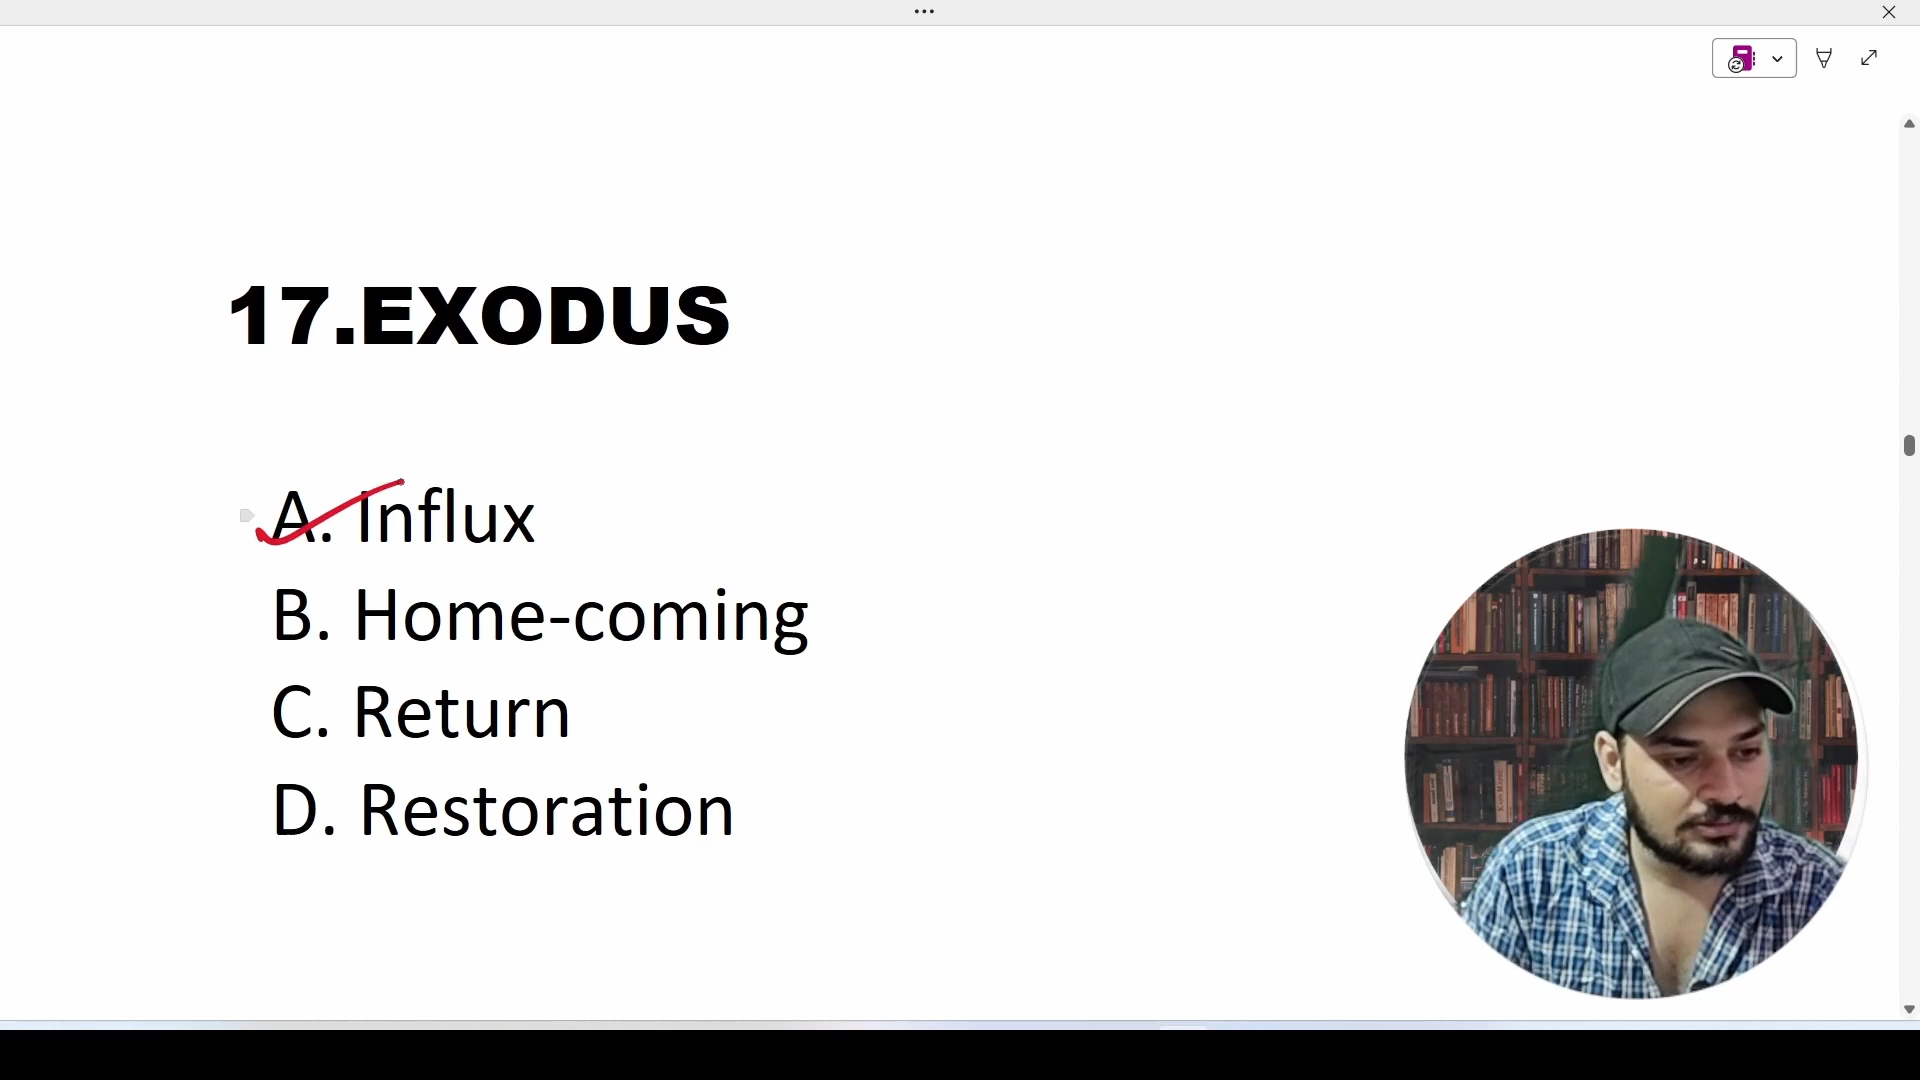 17.EXODUS
A. Influx
B. Home-coming
C. Return
D. Restoration